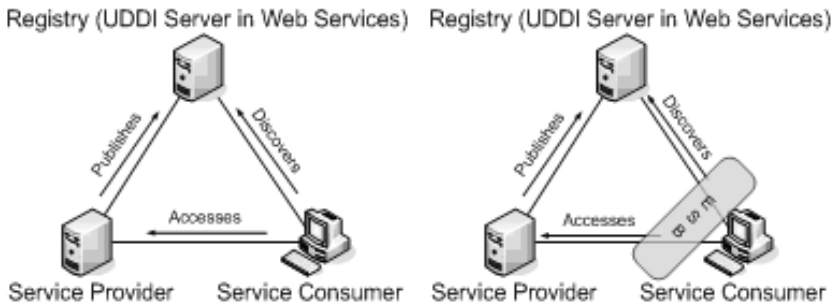 Registry (UDDI Server in Web Services)
Publishes
Discovers
Accesses
Service Provider
Service Consumer
Registry (UDDI Server in Web Services)
Publishes
Discovers
ESB
Accesses
Service Provider
Service Consumer